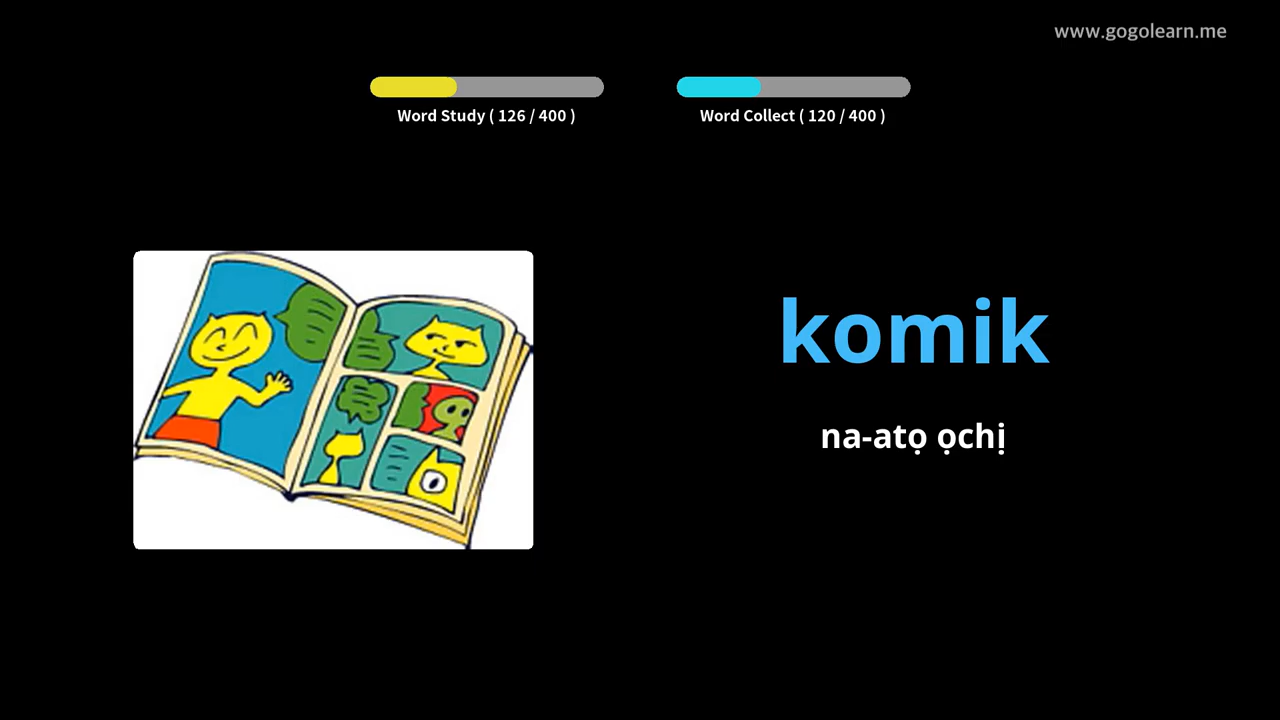 www.gogolearn.me
Word Study ( 126 / 400 )
Word Collect ( 120 / 400 )
komik
na-atọ ọchị